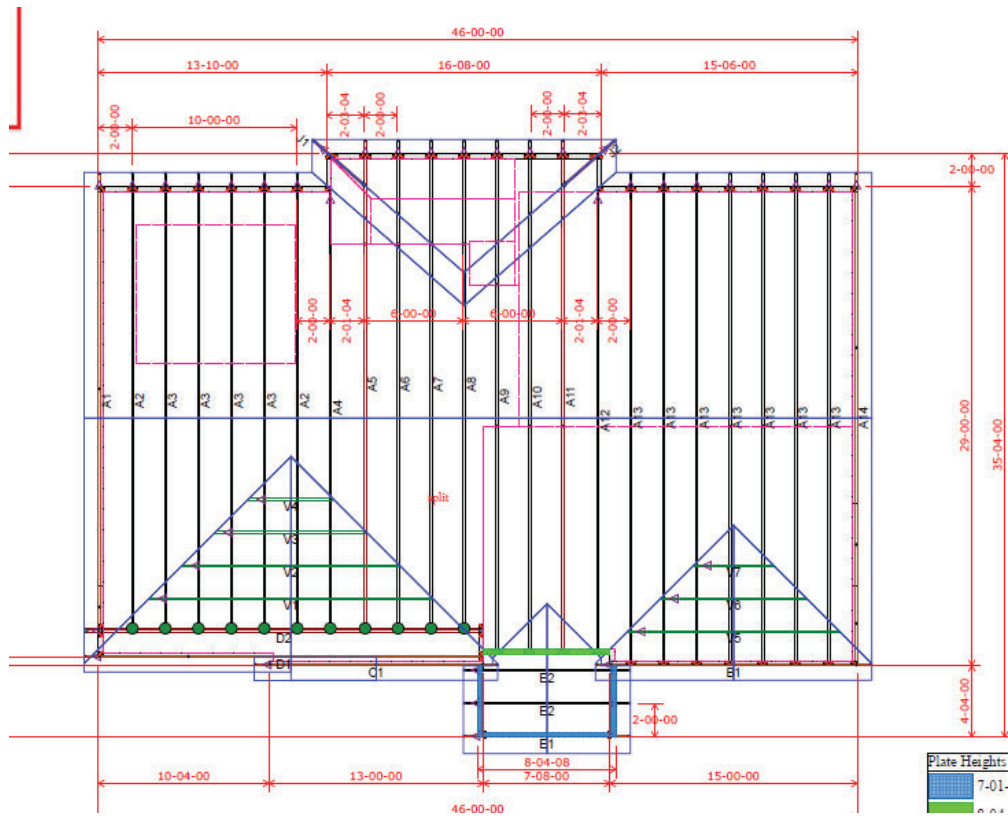 46-00-00
13-10-00
16-08-00
15-06-00
2-00-00
10-00-00
2-03-04
2-00-00
2-00-00
2-03-04
J1
J2
2-00-00
2-00-00
2-01-04
6-00-00
6-00-00
2-01-04
2-00-00
A1
A2
A3
A3
A3
A3
A2
A4
A5
A6
A7
A8
A9
A10
A11
A12
A13
A13
A13
A13
A13
A13
A13
A14
29-00-00
35-04-00
split
V4
V3
V2
V1
V7
V6
V5
D2
D1
C1
E2
B1
E2
E1
2-00-00
4-04-00
8-04-08
10-04-00
13-00-00
7-08-00
15-00-00
46-00-00
Plate Heights
7-01-